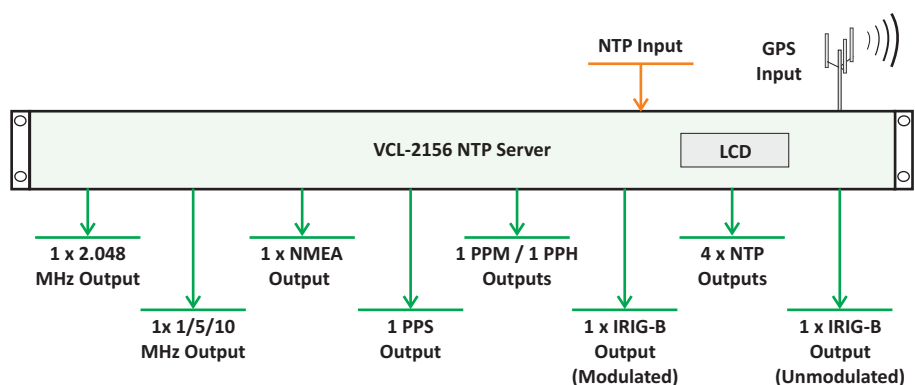 NTP Input
GPS
Input
VCL-2156 NTP Server
LCD
1 x 2.048
MHz Output
1x 1/5/10
MHz Output
1 x NMEA
Output
1 PPS
Output
1 PPM / 1 PPH
Outputs
1 x IRIG-B
Output
(Modulated)
4 x NTP
Outputs
1 x IRIG-B
Output
(Unmodulated)